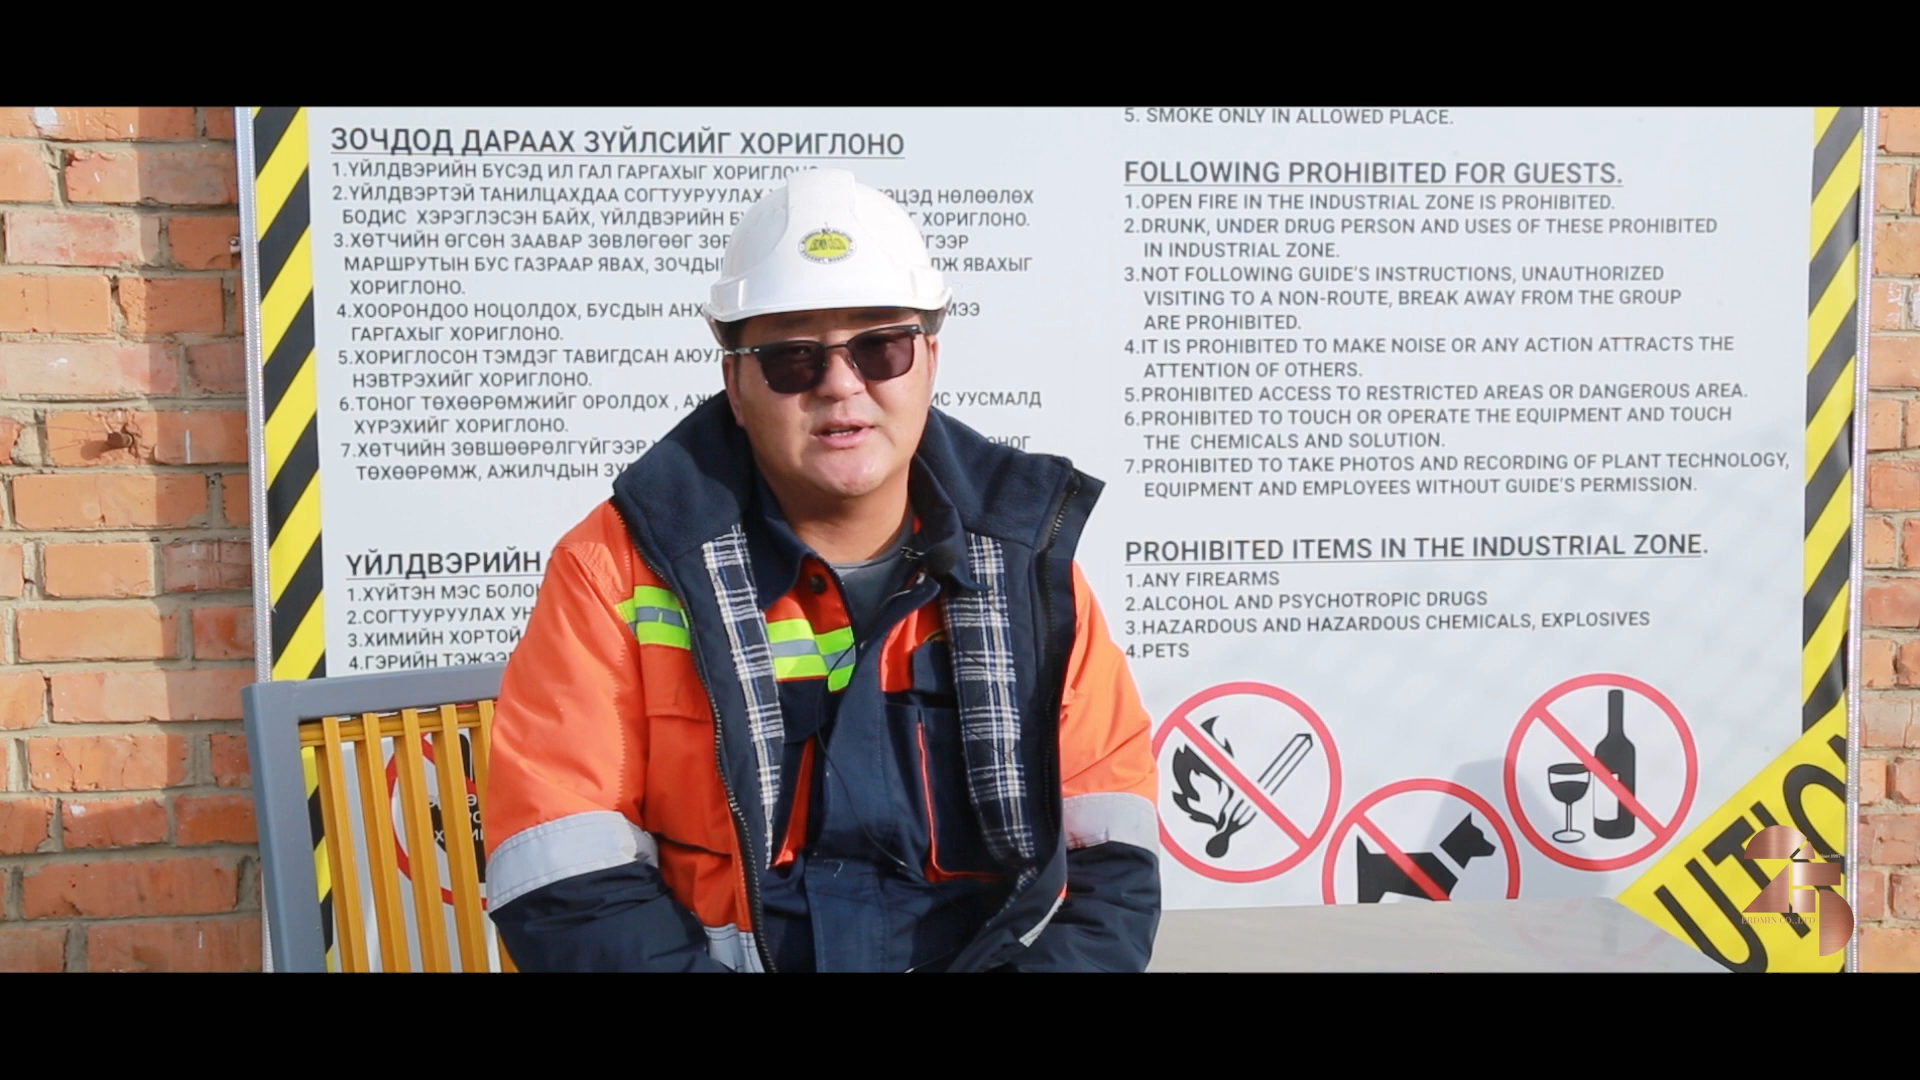 ЗОЧДОД ДАРААХ ЗҮЙЛСИЙГ ХОРИГЛОНО
1.ҮЙЛДВЭРИЙН БҮСЭД ИЛ ГАЛ ГАРГАХЫГ ХОРИГЛОНО
2.ҮЙЛДВЭРТЭЙ ТАНИЛЦАХДАА СОГТУУРУУЛАХ НӨЛӨӨЛӨХ
БОДИС ХЭРЭГЛЭСЭН БАЙХ, ҮЙЛДВЭРИЙН ХОРИГЛОНО.
3.ХӨТЧИЙН ӨГСӨН ЗААВАР ЗӨВЛӨГӨӨГ
МАРШРУТЫН БУС ГАЗРААР ЯВАХ, ЯВАХЫГ
ХОРИГЛОНО.
4.ХООРОНДОО НОЦОЛДОХ, БУСДЫН
ГАРГАХЫГ ХОРИГЛОНО.
5.ХОРИГЛОСОН ТЭМДЭГ ТАВИГДСАН
НЭВТРЭХИЙГ ХОРИГЛОНО.
6.ТОНОГ ТӨХӨӨРӨМЖИЙГ ОРОЛДОХ , УУСМАЛД
ХҮРЭХИЙГ ХОРИГЛОНО.
7.ХӨТЧИЙН ЗӨВШӨӨРӨЛГҮЙГЭЭР
ТӨХӨӨРӨМЖ, АЖИЛЧДЫН
ҮЙЛДВЭРИЙН
1.ХҮЙТЭН МЭС
2.СОГТУУРУУЛАХ
3.ХИМИЙН ХОРТОЙ
4.ГЭРИЙН
5. SMOKE ONLY IN ALLOWED PLACE.
FOLLOWING PROHIBITED FOR GUESTS.
1.OPEN FIRE IN THE INDUSTRIAL ZONE IS PROHIBITED.
2.DRUNK, UNDER DRUG PERSON AND USES OF THESE PROHIBITED
IN INDUSTRIAL ZONE.
3.NOT FOLLOWING GUIDE'S INSTRUCTIONS, UNAUTHORIZED
VISITING TO A NON-ROUTE, BREAK AWAY FROM THE GROUP
ARE PROHIBITED.
4.IT IS PROHIBITED TO MAKE NOISE OR ANY ACTION ATTRACTS THE
ATTENTION OF OTHERS.
5.PROHIBITED ACCESS TO RESTRICTED AREAS OR DANGEROUS AREA.
6.PROHIBITED TO TOUCH OR OPERATE THE EQUIPMENT AND TOUCH
THE CHEMICALS AND SOLUTION.
7.PROHIBITED TO TAKE PHOTOS AND RECORDING OF PLANT TECHNOLOGY,
EQUIPMENT AND EMPLOYEES WITHOUT GUIDE'S PERMISSION.
PROHIBITED ITEMS IN THE INDUSTRIAL ZONE.
1.ANY FIREARMS
2.ALCOHOL AND PSYCHOTROPIC DRUGS
3.HAZARDOUS AND HAZARDOUS CHEMICALS, EXPLOSIVES
4.PETS
ERDMIN CO.,LTD